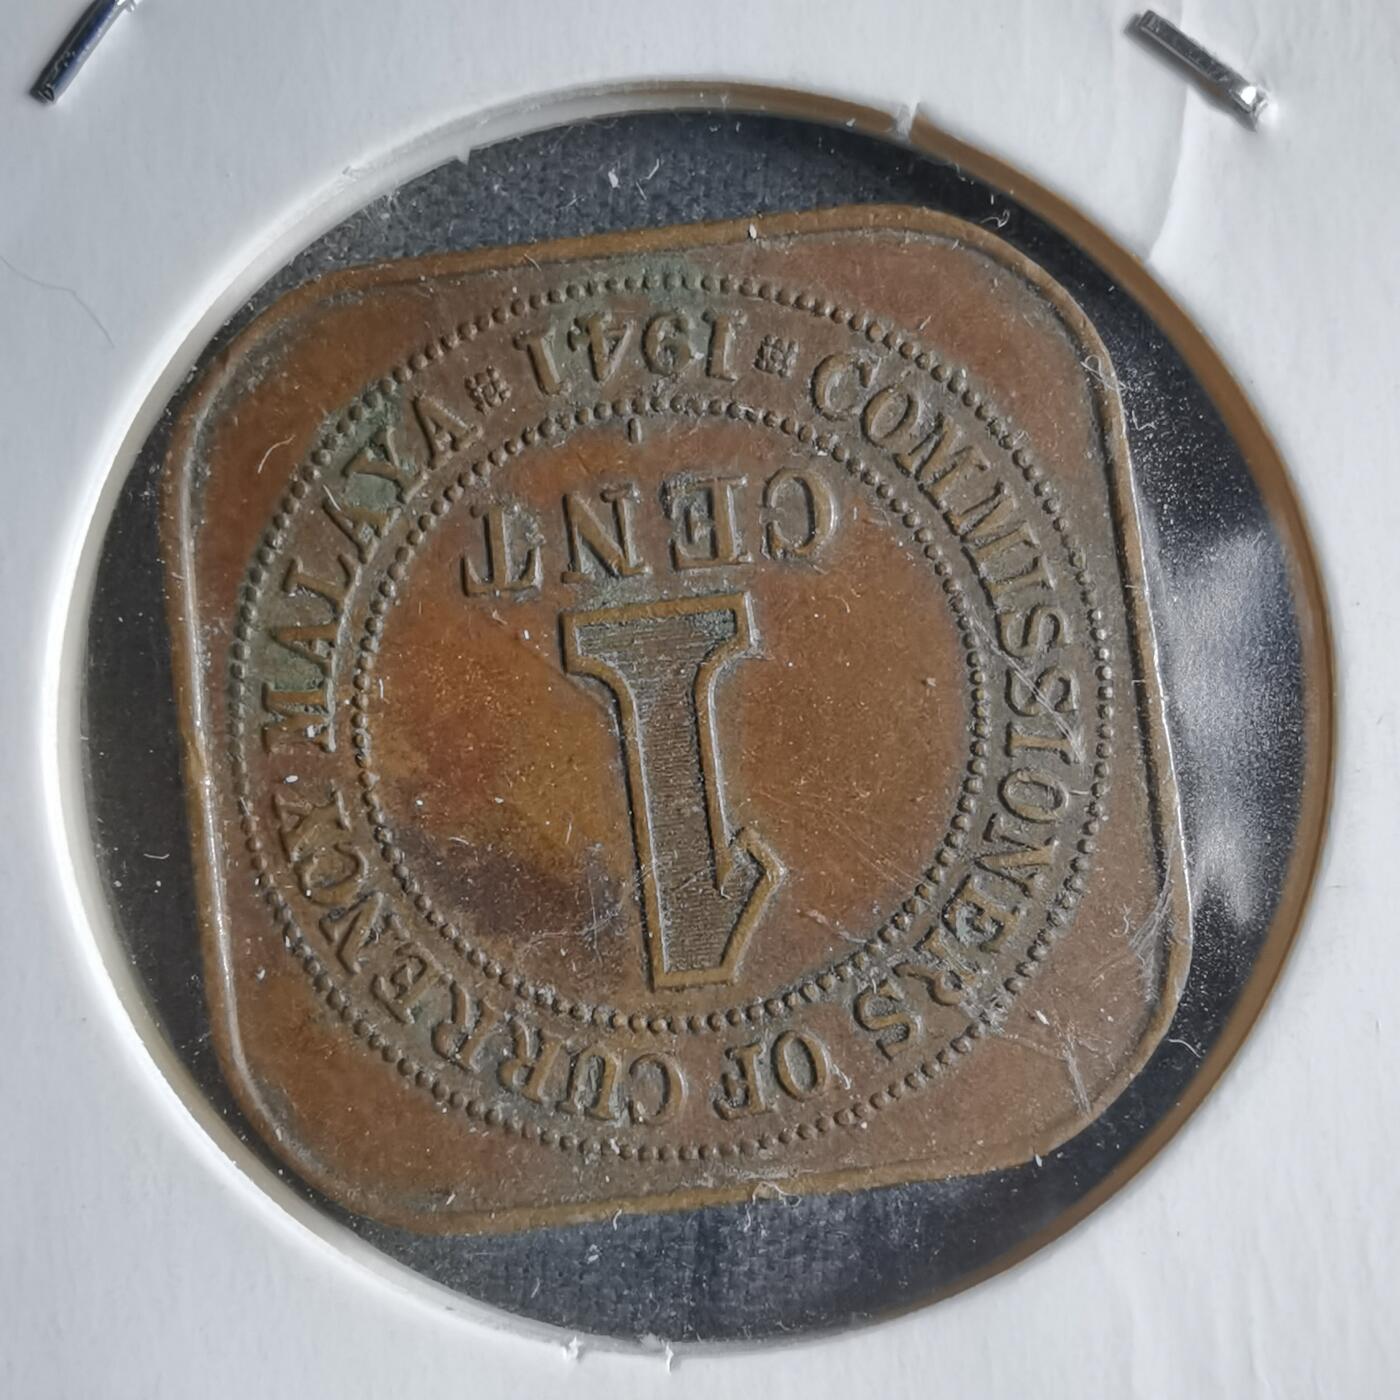 COMMISSIONERS OF CURRENCY MALAYA
1941
1
CENT